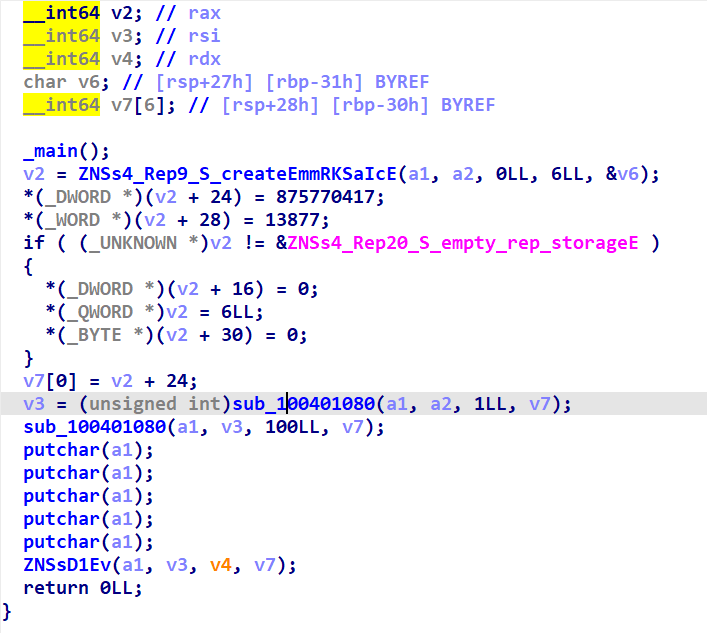 __int64 v2; // rax
__int64 v3; // rsi
__int64 v4; // rdx
char v6; // [rsp+27h] [rbp-31h] BYREF
__int64 v7[6]; // [rsp+28h] [rbp-30h] BYREF
_main();
v2 = ZNSs4_Rep9_S_createEmmRKSaIcE(a1, a2, 0LL, 6LL, &v6);
*(_DWORD *)(v2 + 24) = 875770417;
*(_WORD *)(v2 + 28) = 13877;
if ( (_UNKNOWN *)v2 != &ZNSs4_Rep20_S_empty_rep_storageE )
{
*(_DWORD *)(v2 + 16) = 0;
*(_QWORD *)v2 = 6LL;
*(_BYTE *)(v2 + 30) = 0;
}
v7[0] = v2 + 24;
v3 = (unsigned int)sub_100401080(a1, a2, 1LL, v7);
sub_100401080(a1, v3, 100LL, v7);
putchar(a1);
putchar(a1);
putchar(a1);
putchar(a1);
putchar(a1);
ZNSsD1Ev(a1, v3, v4, v7);
return 0LL;
}